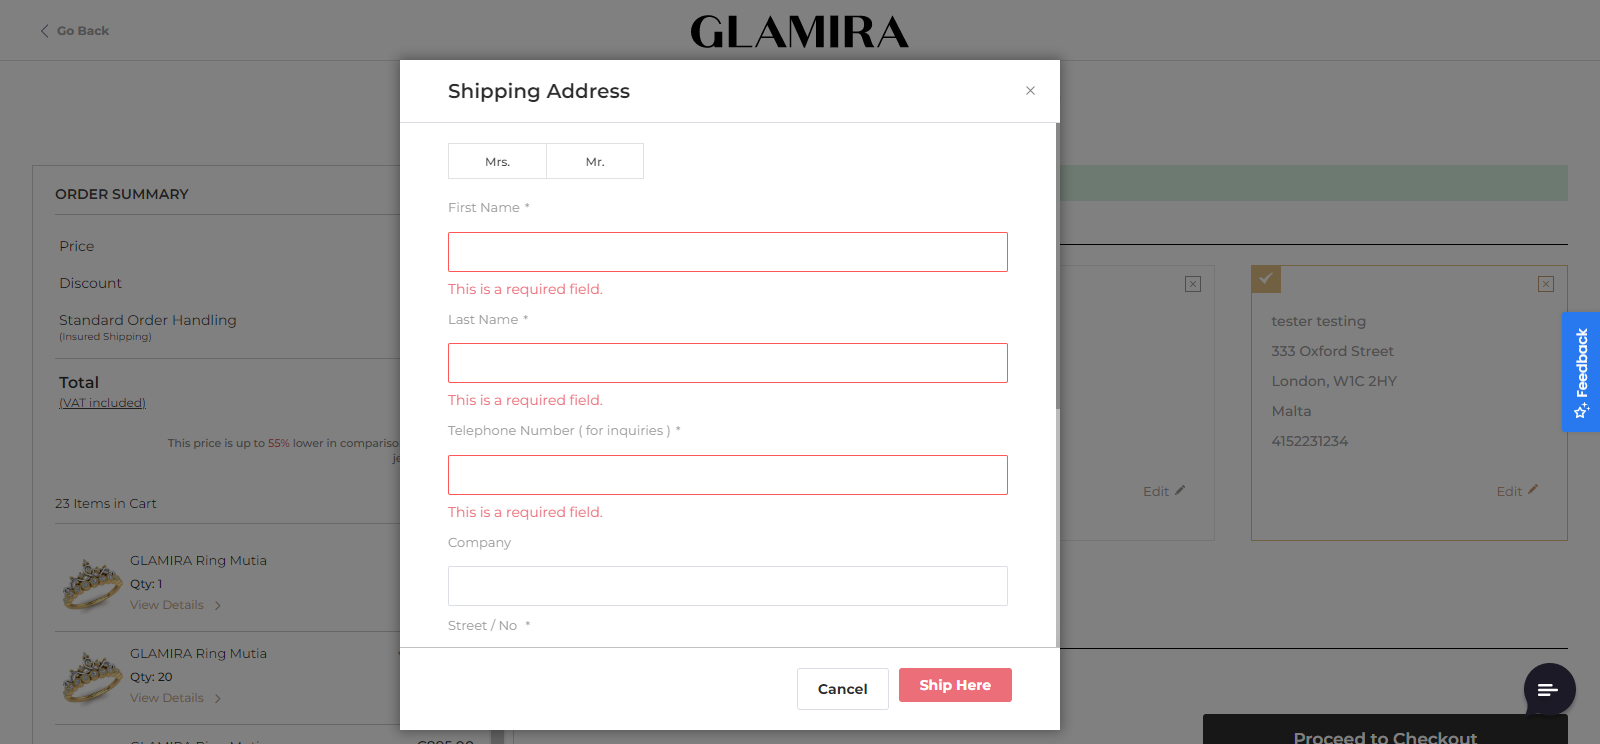 Go Back
GLAMIRA
Shipping Address
Mrs.
Mr.
First Name *
This is a required field.
Last Name *
This is a required field.
Telephone Number ( for inquiries ) *
This is a required field.
Company
Street / No *
Cancel
Ship Here
ORDER SUMMARY
Price
Discount
Standard Order Handling
(Insured Shipping)
Total
(VAT included)
This price is up to 55% lower in
23 Items in Cart
GLAMIRA Ring Mutia
Qty: 1
View Details
GLAMIRA Ring Mutia
Qty: 20
View Details
GLAMIRA Ring Mutia
Edit
tester testing
333 Oxford Street
London, W1C 2HY
Malta
4152231234
Edit
Feedback
Proceed to Checkout